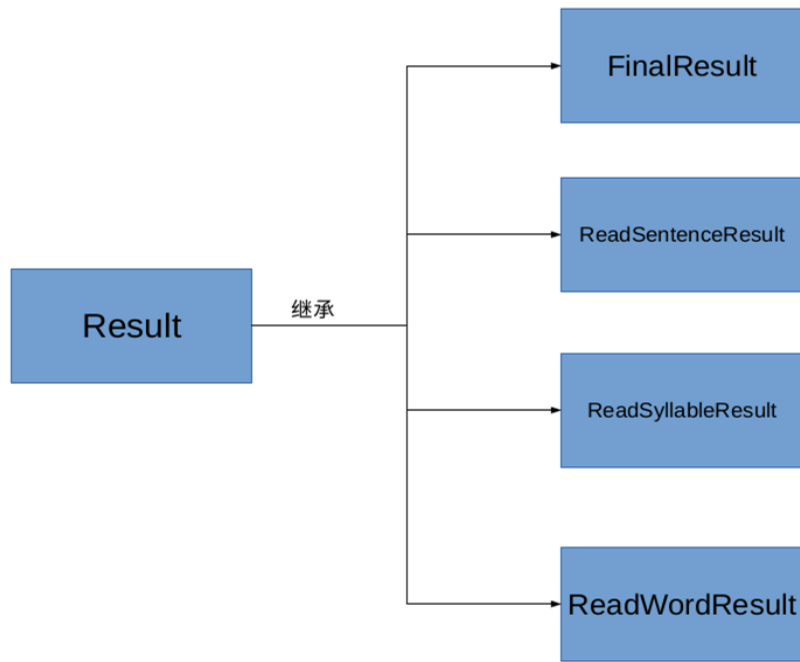 FinalResult
ReadSentenceResult
Result
继承
ReadSyllableResult
ReadWordResult